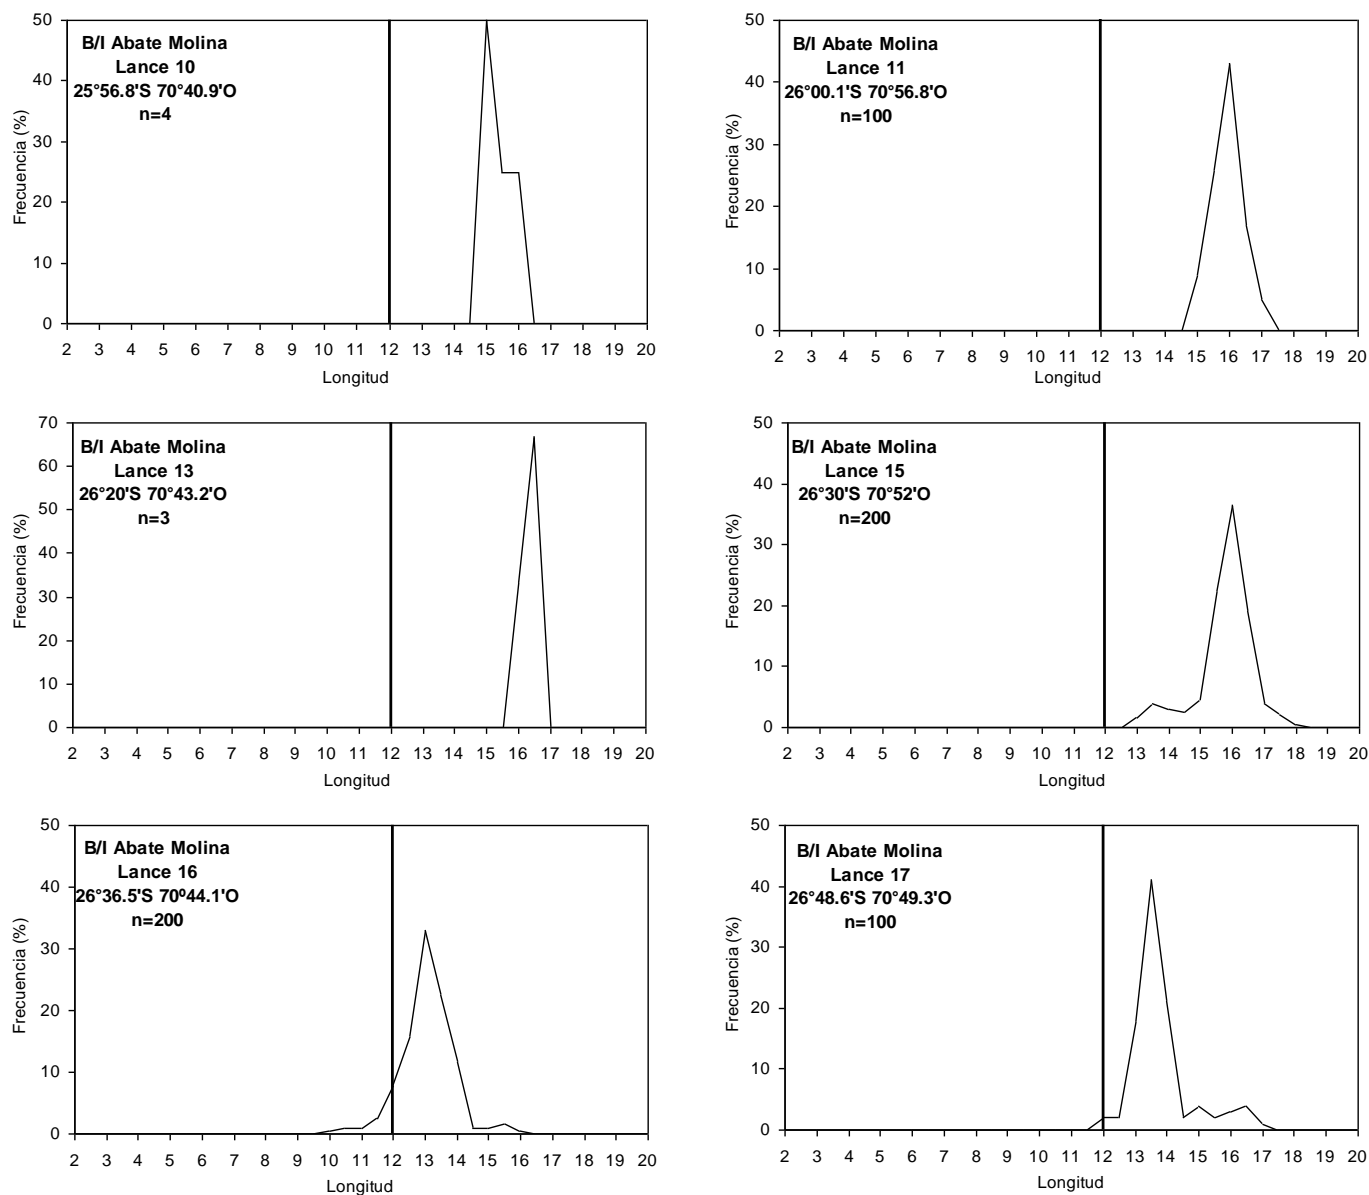 B/I Abate Molina
Lance 10
25°56.8'S 70°40.9'O
n=4
Frecuencia (%)
50
40
30
20
10
0
2 3 4 5 6 7 8 9 10 11 12 13 14 15 16 17 18 19 20
Longitud
B/I Abate Molina
Lance 11
26°00.1'S 70°56.8'O
n=100
Frecuencia (%)
50
40
30
20
10
0
2 3 4 5 6 7 8 9 10 11 12 13 14 15 16 17 18 19 20
Longitud
B/I Abate Molina
Lance 13
26°20'S 70°43.2'O
n=3
Frecuencia (%)
70
60
50
40
30
20
10
0
2 3 4 5 6 7 8 9 10 11 12 13 14 15 16 17 18 19 20
Longitud
B/I Abate Molina
Lance 15
26°30'S 70°52'O
n=200
Frecuencia (%)
50
40
30
20
10
0
2 3 4 5 6 7 8 9 10 11 12 13 14 15 16 17 18 19 20
Longitud
B/I Abate Molina
Lance 16
26°36.5'S 70º44.1'O
n=200
Frecuencia (%)
50
40
30
20
10
0
2 3 4 5 6 7 8 9 10 11 12 13 14 15 16 17 18 19 20
Longitud
B/I Abate Molina
Lance 17
26°48.6'S 70°49.3'O
n=100
Frecuencia (%)
50
40
30
20
10
0
2 3 4 5 6 7 8 9 10 11 12 13 14 15 16 17 18 19 20
Longitud